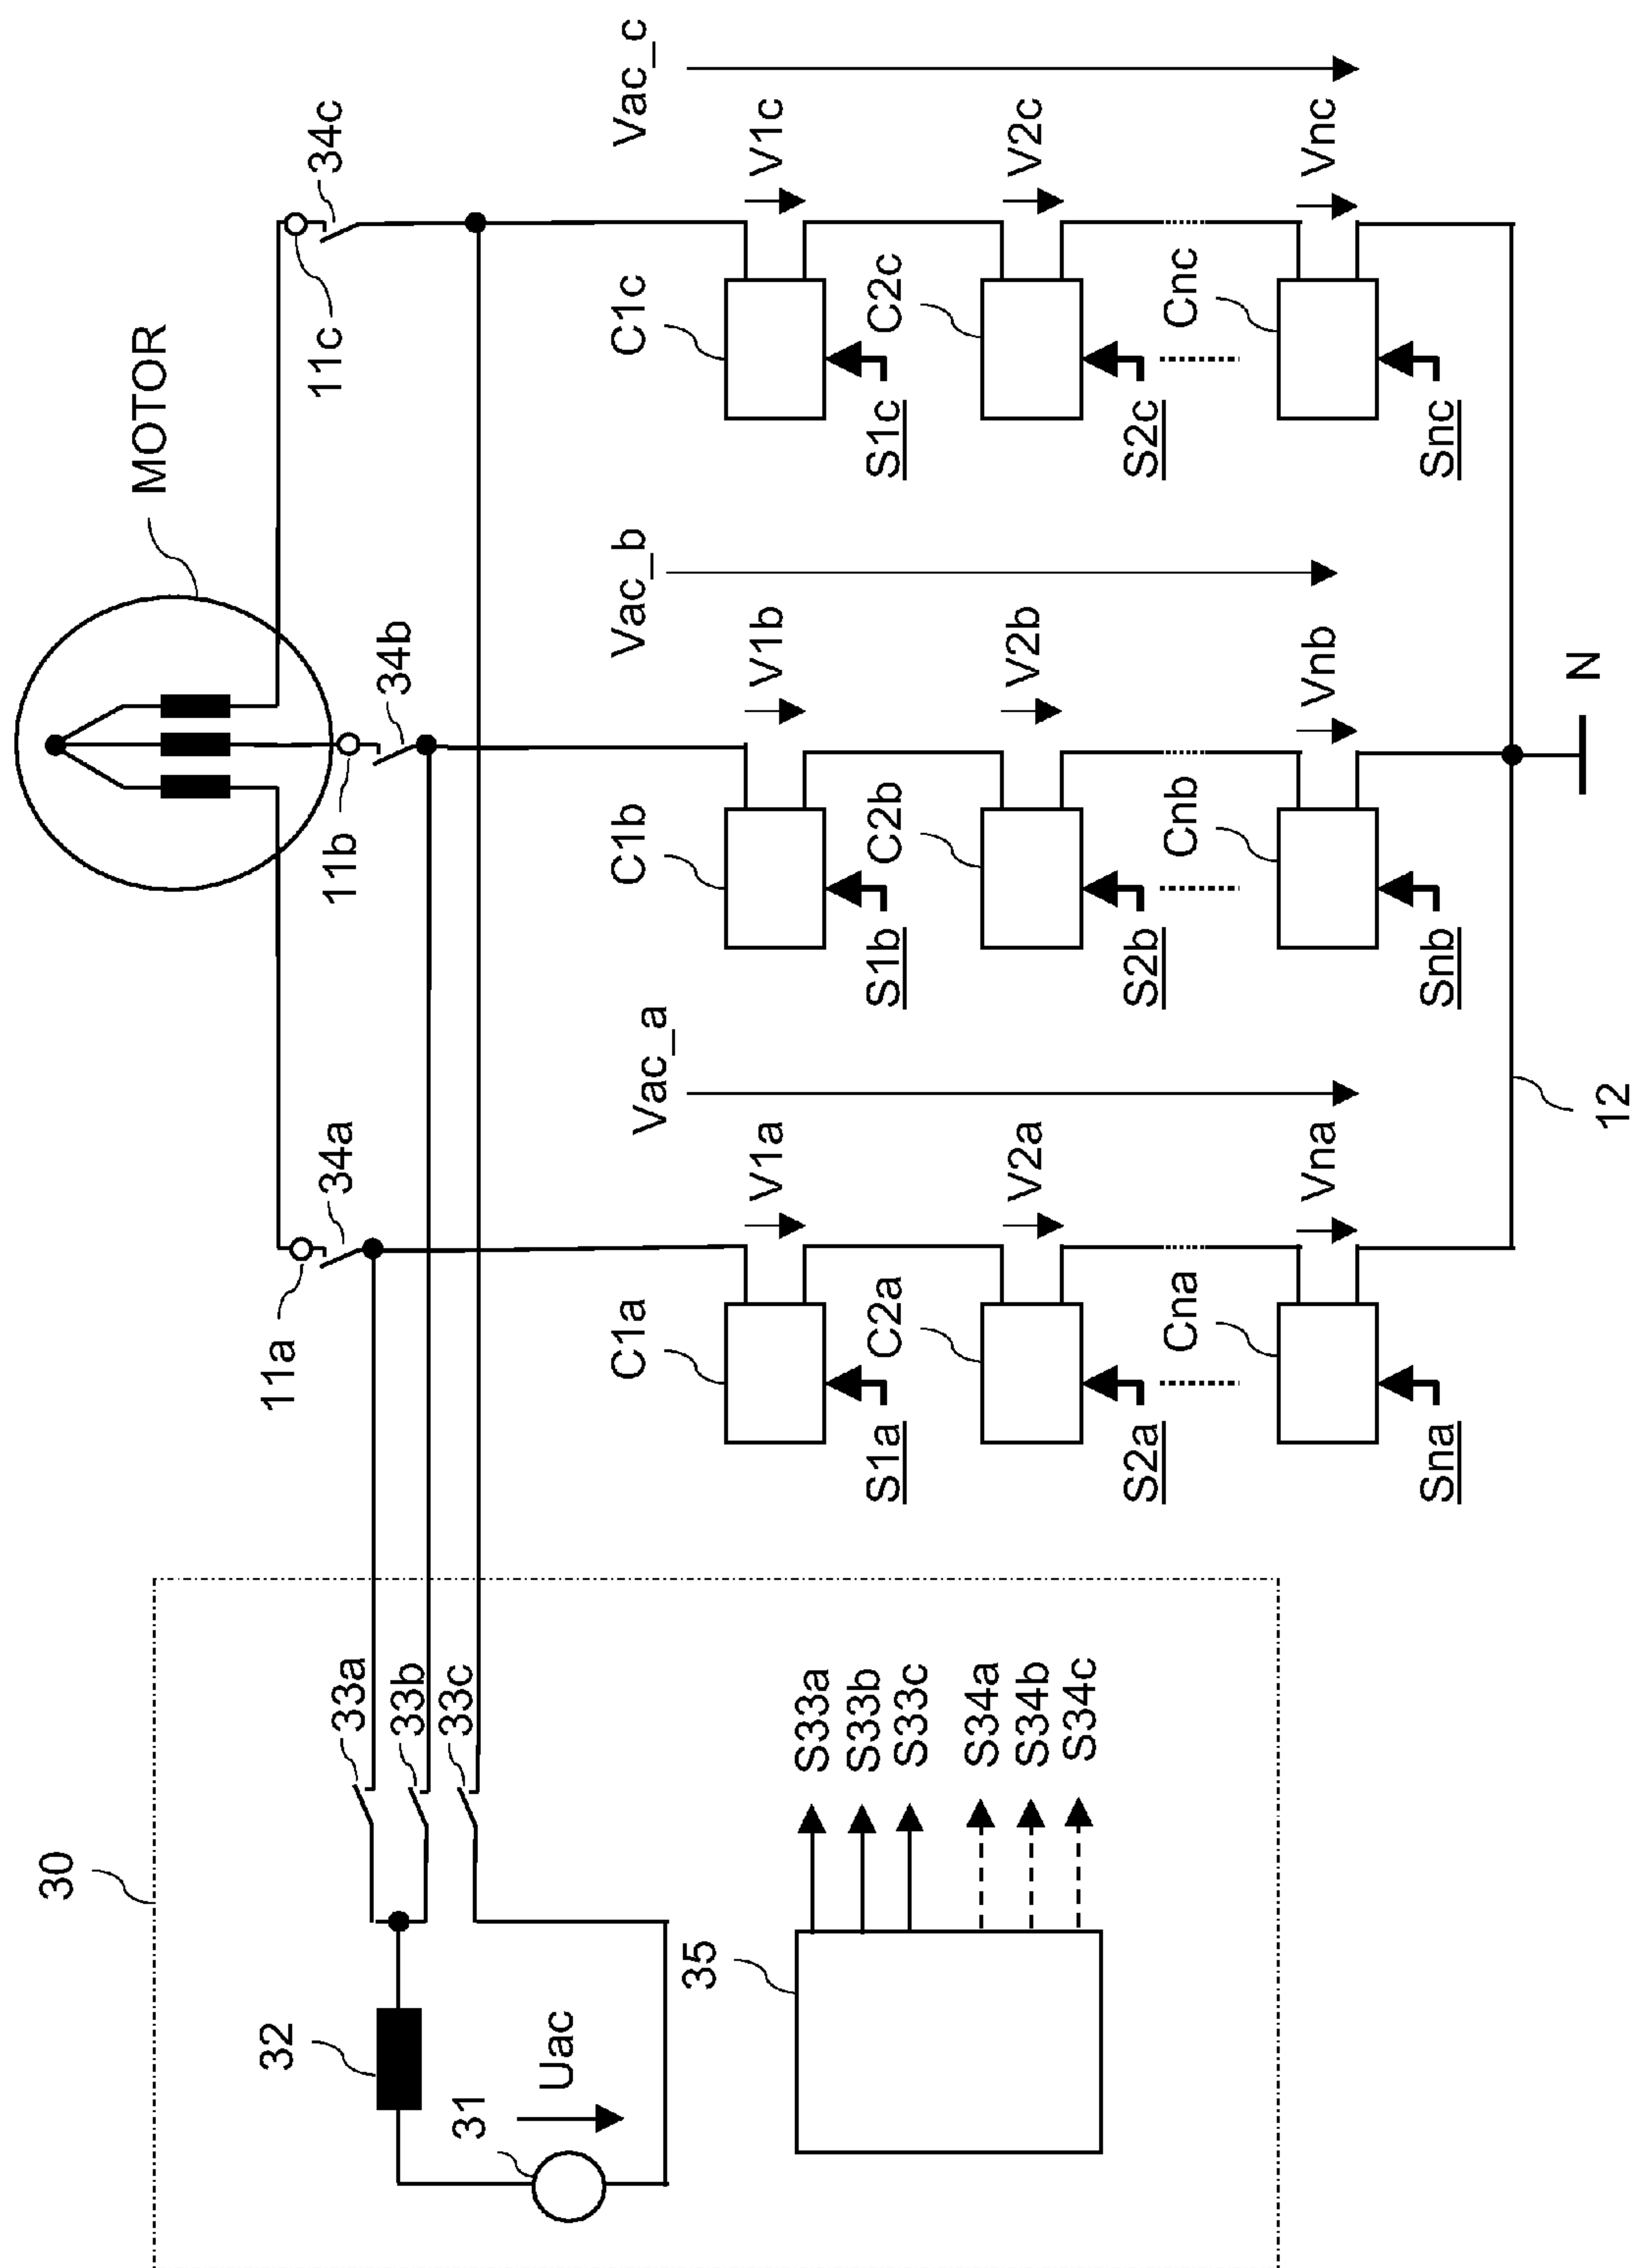 MOTOR
30
33a
33b
33c
32
31
Uac
35
S33a
S33b
S33c
S34a
S34b
S34c
11a
34a
11b
34b
11c
34c
Vac_a
Vac_b
Vac_c
C1a
V1a
S1a
C1b
V1b
S1b
C1c
V1c
S1c
C2a
V2a
S2a
C2b
V2b
S2b
C2c
V2c
S2c
Cna
Vna
Sna
Cnb
Vnb
Snb
Cnc
Vnc
Snc
12
N